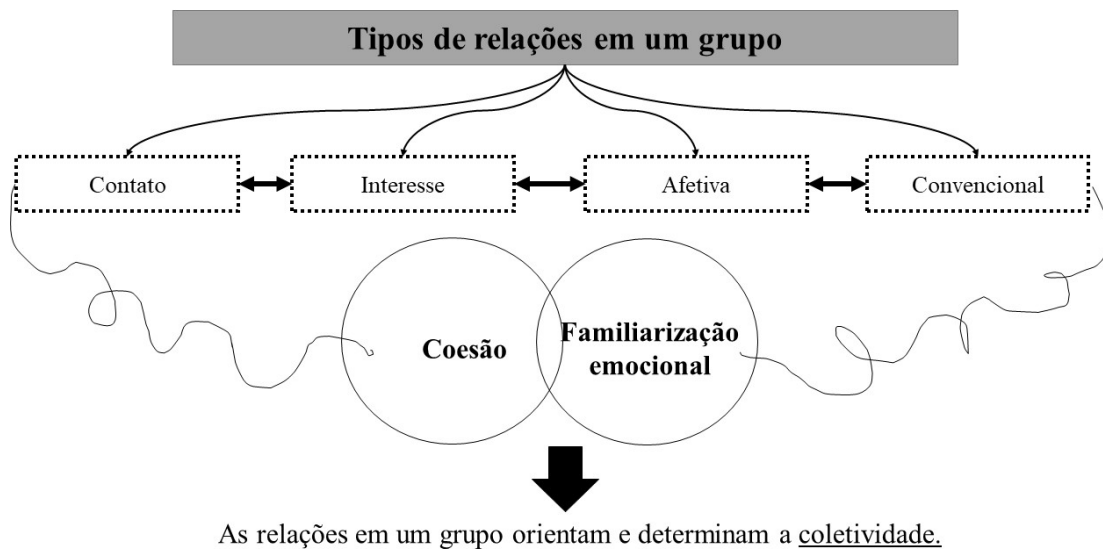 Tipos de relações em um grupo
Contato
Interesse
Afetiva
Convencional
Coesão
Familiarização
emocional
As relações em um grupo orientam e determinam a coletividade.